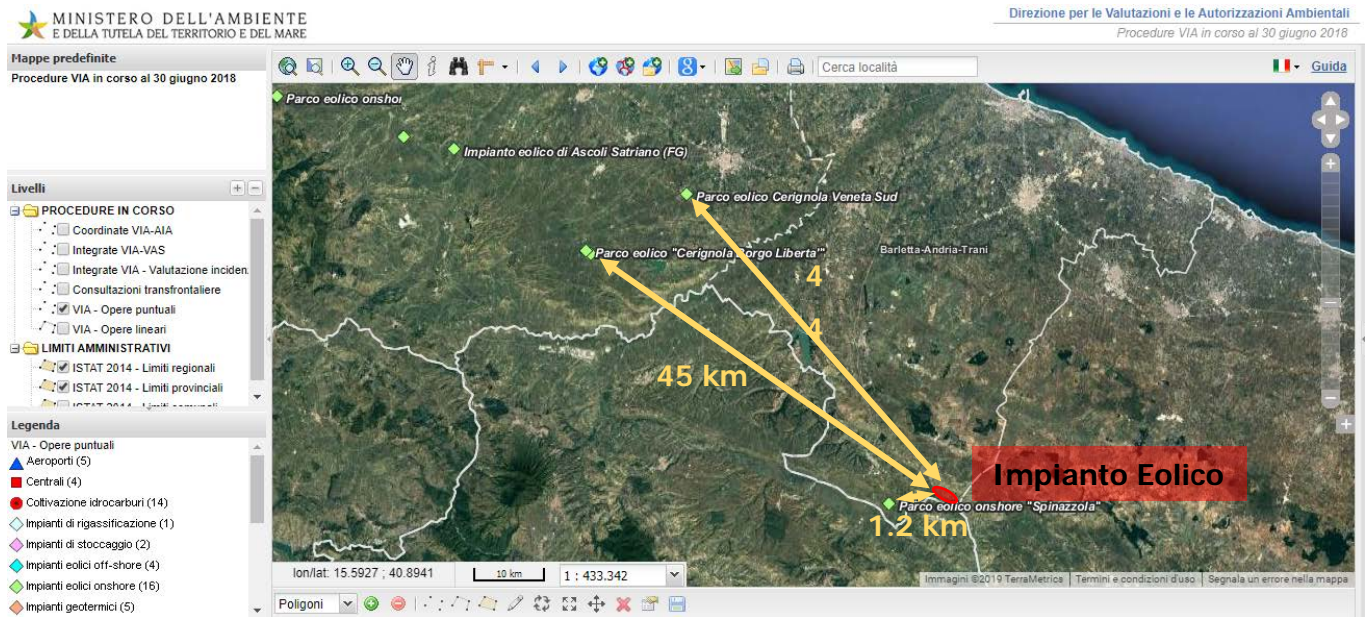 MINISTERO DELL'AMBIENTE
E DELLA TUTELA DEL TERRITORIO E DEL MARE
Direzione per le Valutazioni e le Autorizzazioni Ambientali
Procedure VIA in corso al 30 giugno 2018
Mappe predefinite
Procedure VIA in corso al 30 giugno 2018
Cerca località
Guida
Livelli
PROCEDURE IN CORSO
Coordinate VIA-AIA
Integrate VIA-VAS
Integrate VIA - Valutazione inciden
Consultazioni transfrontaliere
VIA - Opere puntuali
VIA - Opere lineari
LIMITI AMMINISTRATIVI
ISTAT 2014 - Limiti regionali
ISTAT 2014 - Limiti provinciali
Legenda
VIA - Opere puntuali
Aeroporti (5)
Centrali (4)
Coltivazione idrocarburi (14)
Impianti di rigassificazione (1)
Impianti di stoccaggio (2)
Impianti eolici off-shore (4)
Impianti eolici onshore (16)
Impianti geotermici (5)
Parco eolico onshor
Impianto eolico di Ascoli Satriano (FG)
Parco eolico Cerignola Veneta Sud
Parco eolico "Cerignola Borgo Liberta'"
Barletta-Andria-Trani
4
4
45 km
Impianto Eolico
Parco eolico onshore "Spinazzola"
1.2 km
lon/lat: 15.5927 ; 40.8941
10 km
1 : 433.342
Immagini ©2019 TerraMetrics
Termini e condizioni d'uso
Segnala un errore nella mappa
Poligoni